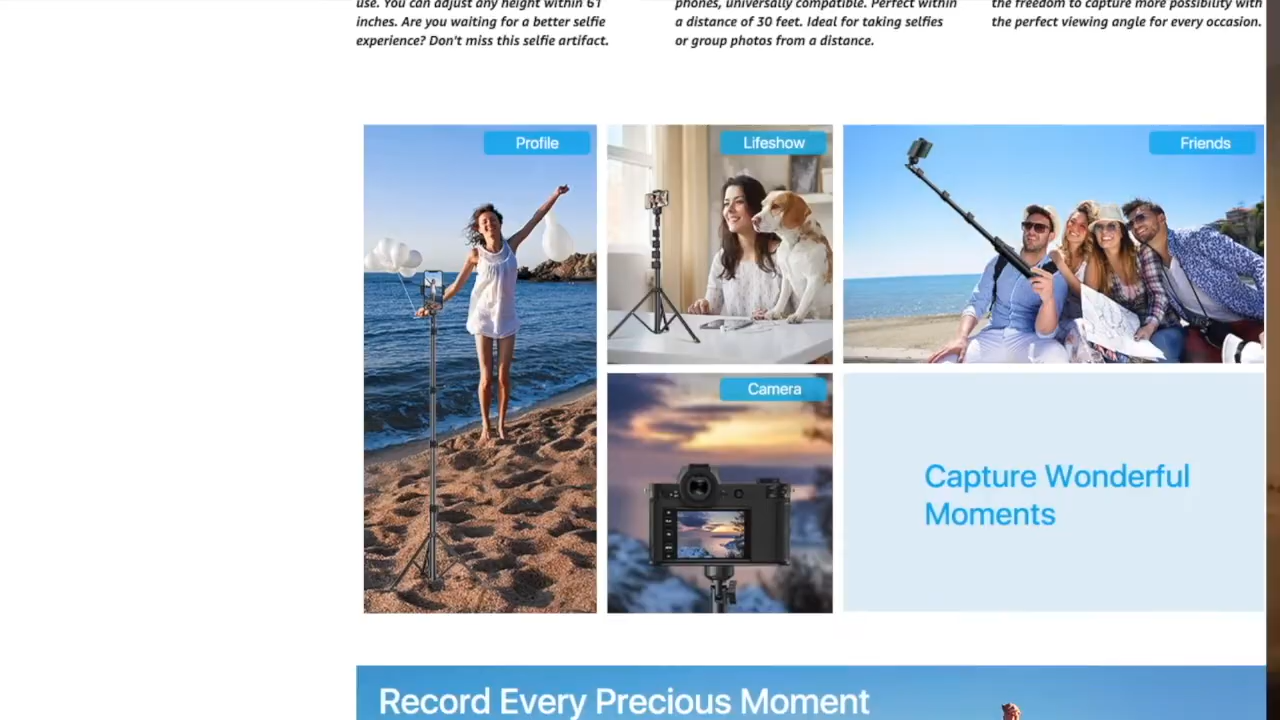 use. You can adjust any height within 61
inches. Are you waiting for a better selfie
experience? Don't miss this selfie artifact.
phones, universally compatible. Perfect within
a distance of 30 feet. Ideal for taking selfies
or group photos from a distance.
the freedom to capture more possibility with
the perfect viewing angle for every occasion.
Profile
Lifeshow
Friends
Camera
Capture Wonderful
Moments
Record Every Precious Moment